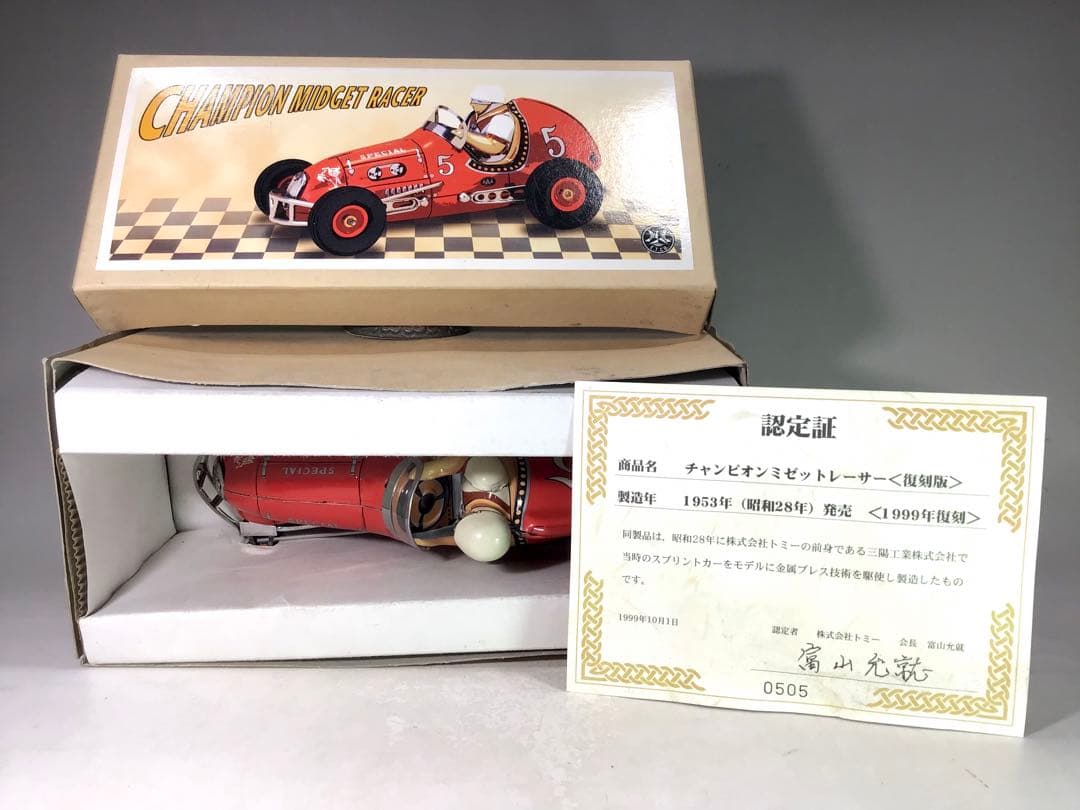 CHAMPION MIDGET RACER
SPECIAL
5
5
SPECIAL
認定証
商品名 チャンピオンミゼットレーサー＜復刻版＞
製造年 1953年（昭和28年）発売 ＜1999年復刻＞
同製品は、昭和28年に株式会社トミーの前身である三陽工業株式会社で
当時のスプリントカーをモデルに金属プレス技術を駆使し製造したもの
です。
1999年10月1日
認定者 株式会社トミー 会長 富山允就
富山允就
0505